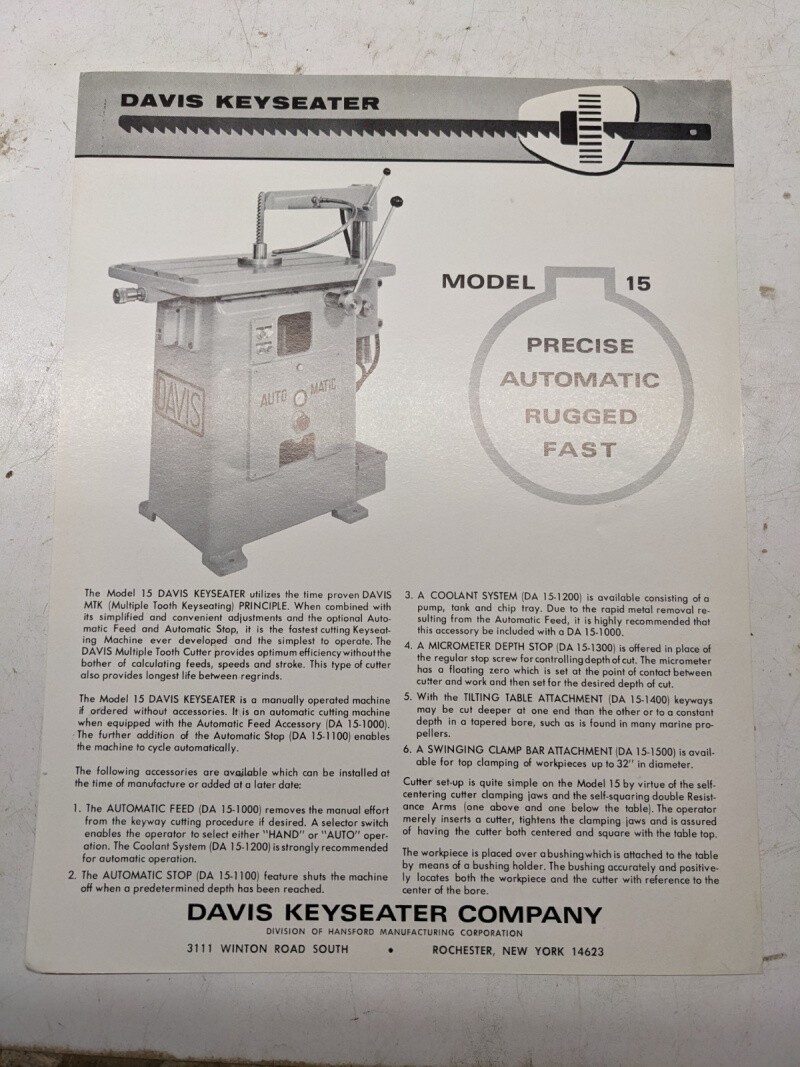 DAVIS KEYSEATER
MODEL 15
PRECISE
AUTOMATIC
RUGGED
FAST
DAVIS
AUTO MATIC
The Model 15 DAVIS KEYSEATER utilizes the time proven DAVIS
MTK (Multiple Tooth Keyseating) PRINCIPLE. When combined with
its simplified and convenient adjustments and the optional Auto-
matic Feed and Automatic Stop, it is the fastest cutting Keyseat-
ing Machine ever developed and the simplest to operate. The
DAVIS Multiple Tooth Cutter provides optimum efficiency without the
bother of calculating feeds, speeds and stroke. This type of cutter
also provides longest life between regrinds.
The Model 15 DAVIS KEYSEATER is a manually operated machine
if ordered without accessories. It is an automatic cutting machine
when equipped with the Automatic Feed Accessory (DA 15-1000).
The further addition of the Automatic Stop (DA 15-1100) enables
the machine to cycle automatically.
The following accessories are available which can be installed at
the time of manufacture or added at a later date:
1. The AUTOMATIC FEED (DA 15-1000) removes the manual effort
from the keyway cutting procedure if desired. A selector switch
enables the operator to select either "HAND" or "AUTO" oper-
ation. The Coolant System (DA 15-1200) is strongly recommended
for automatic operation.
2. The AUTOMATIC STOP (DA 15-1100) feature shuts the machine
off when a predetermined depth has been reached.
3. A COOLANT SYSTEM (DA 15-1200) is available consisting of a
pump, tank and chip tray. Due to the rapid metal removal re-
sulting from the Automatic Feed, it is highly recommended that
this accessory be included with a DA 15-1000.
4. A MICROMETER DEPTH STOP (DA 15-1300) is offered in place of
the regular stop screw for controlling depth of cut. The micrometer
has a floating zero which is set at the point of contact between
cutter and work and then set for the desired depth of cut.
5. With the TILTING TABLE ATTACHMENT (DA 15-1400) keyways
may be cut deeper at one end than the other or to a constant
depth in a tapered bore, such as is found in many marine pro-
pellers.
6. A SWINGING CLAMP BAR ATTACHMENT (DA 15-1500) is avail-
able for top clamping of workpieces up to 32" in diameter.
Cutter set-up is quite simple on the Model 15 by virtue of the self-
centering cutter clamping jaws and the self-squaring double Resist-
ance Arms (one above and one below the table). The operator
merely inserts a cutter, tightens the clamping jaws and is assured
of having the cutter both centered and square with the table top.
The workpiece is placed over a bushing which is attached to the table
by means of a bushing holder. The bushing accurately and positive-
ly locates both the workpiece and the cutter with reference to the
center of the bore.
DAVIS KEYSEATER COMPANY
DIVISION OF HANSFORD MANUFACTURING CORPORATION
3111 WINTON ROAD SOUTH • ROCHESTER, NEW YORK 14623